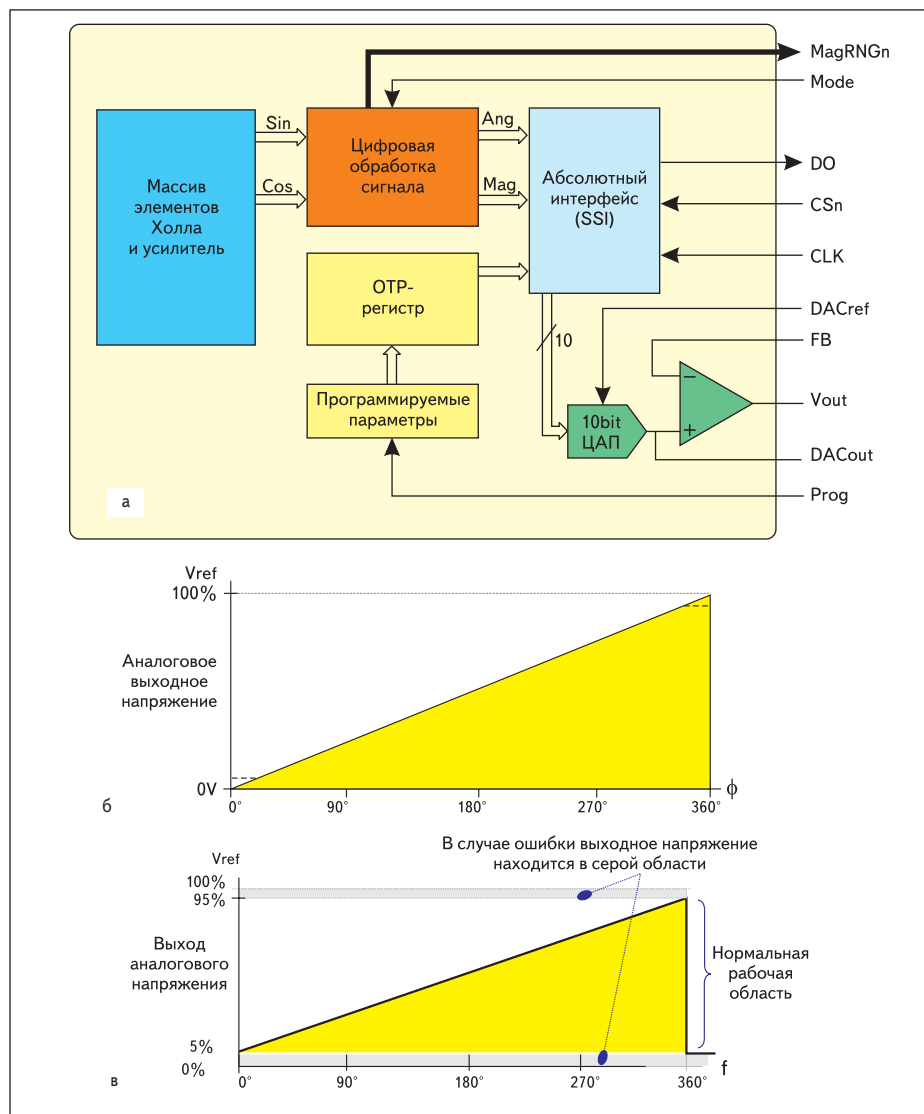 MagRNGn
Mode
Sin
Cos
Массив
элементов
Холла
и усилитель
Цифровая
обработка
сигнала
Ang
Mag
Абсолютный
интерфейс
(SSI)
DO
CSn
CLK
OTP-
регистр
10
DACref
FB
Программируемые
параметры
10bit
ЦАП
−
+
Vout
DACout
Prog
а
Vref
100%
Аналоговое
выходное
напряжение
0V
0°
90°
180°
270°
360°
ϕ
б
В случае ошибки выходное напряжение
находится в серой области
Vref
100%
95%
Выход
аналогового
напряжения
Нормальная
рабочая
область
5%
0%
0°
90°
180°
270°
360°
f
в